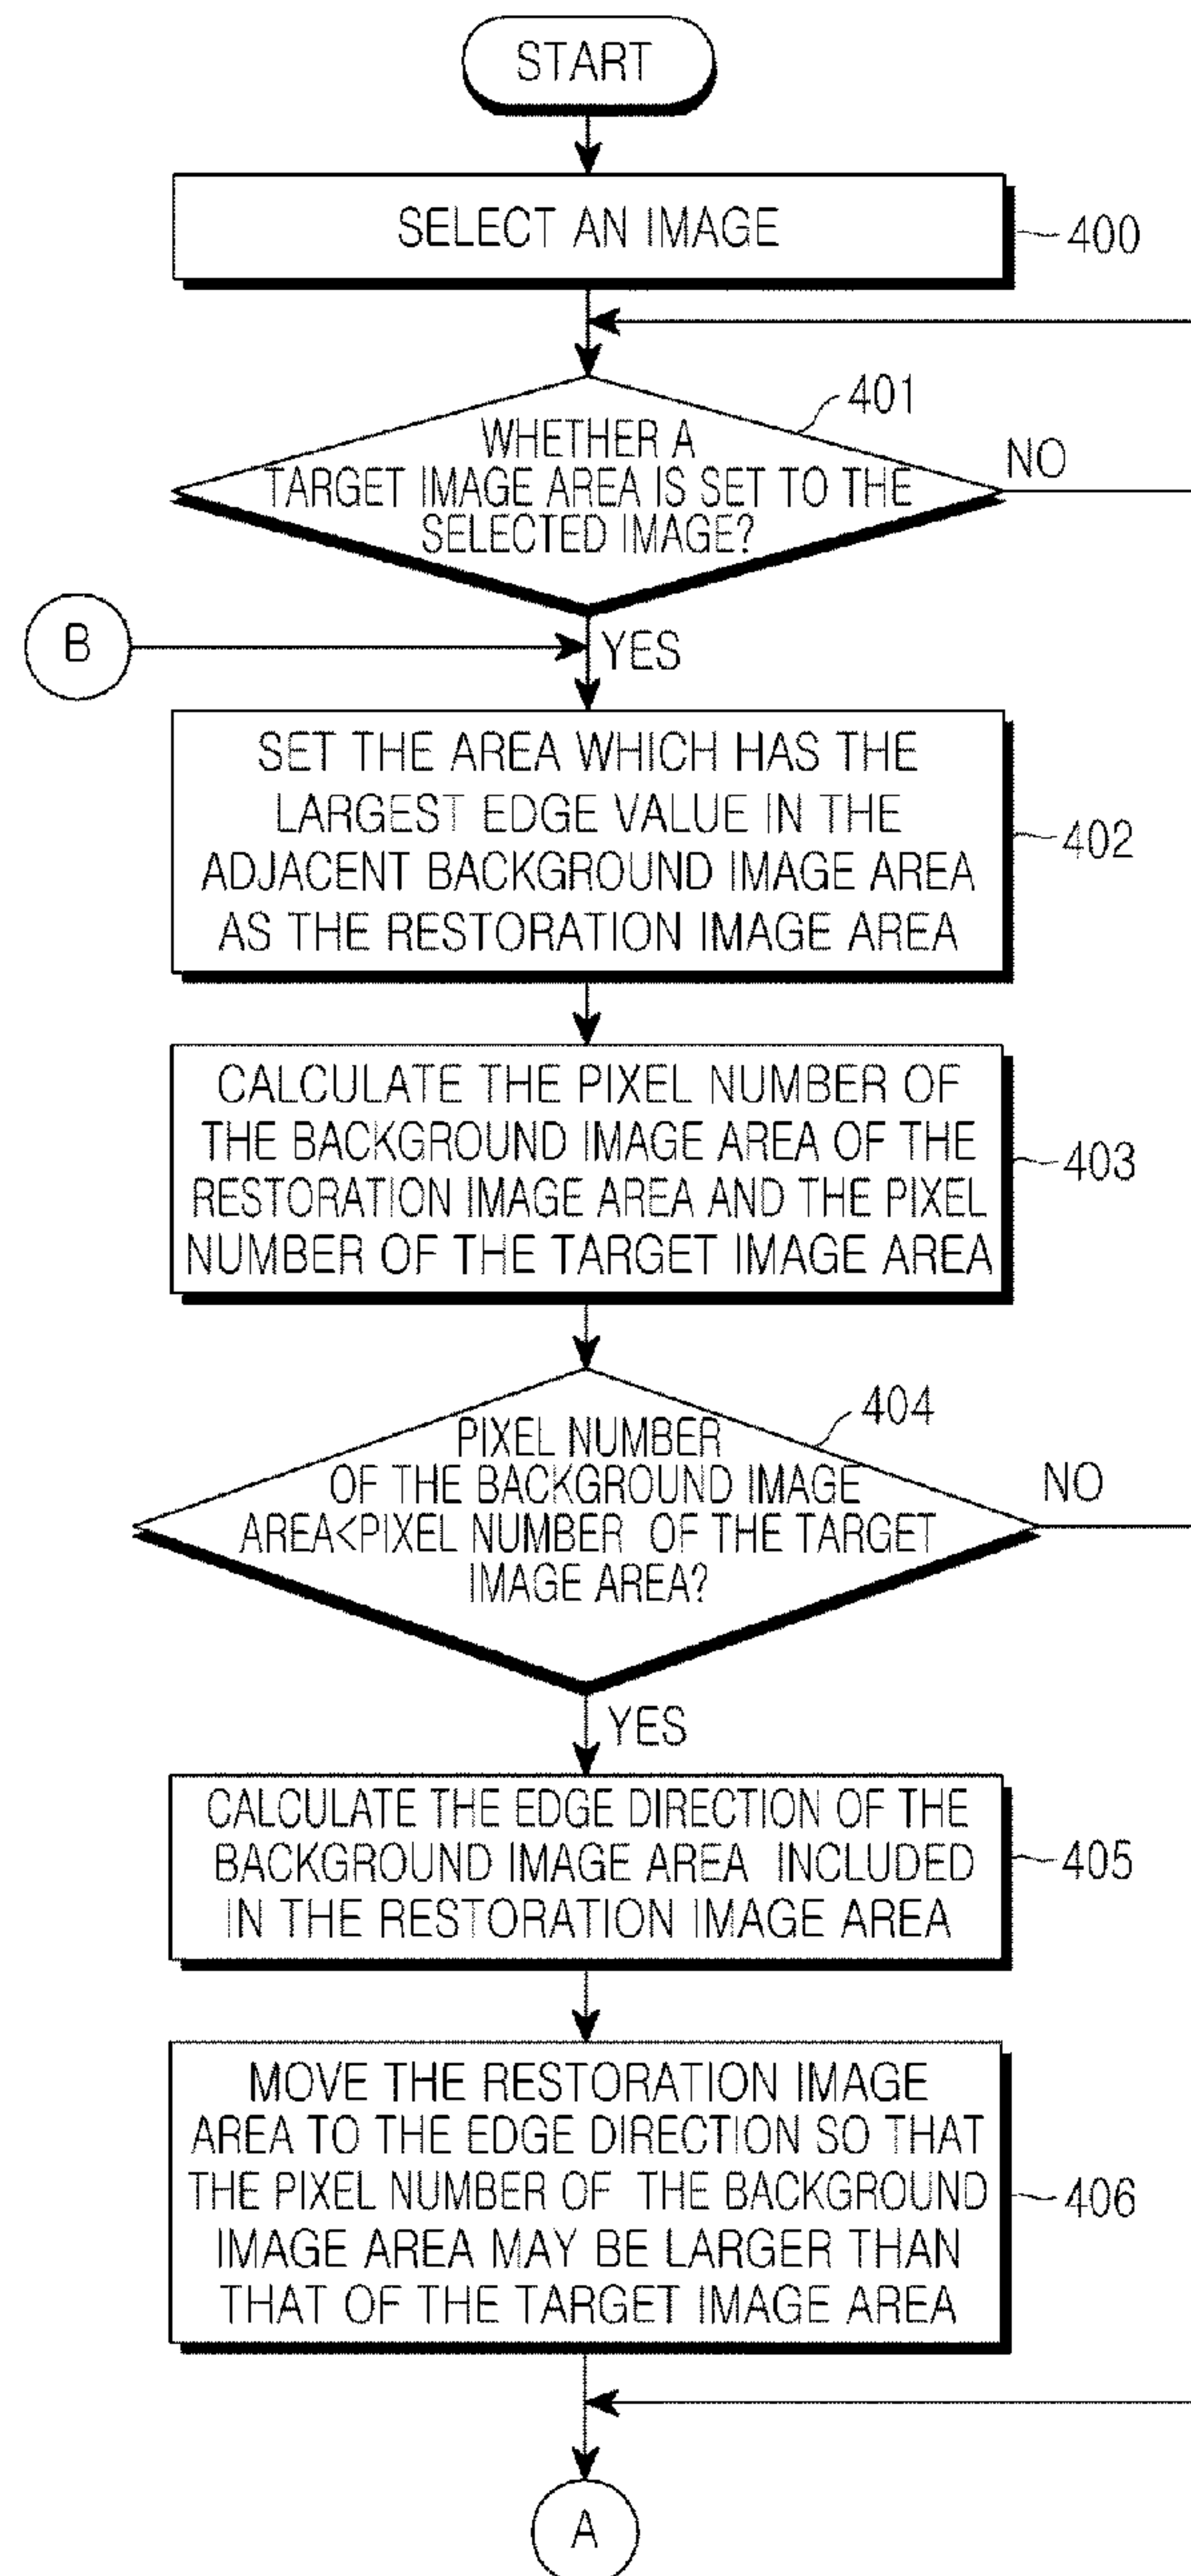 START
SELECT AN IMAGE
400
401
WHETHER A
TARGET IMAGE AREA IS SET TO THE
SELECTED IMAGE?
NO
B
YES
SET THE AREA WHICH HAS THE
LARGEST EDGE VALUE IN THE
ADJACENT BACKGROUND IMAGE AREA
AS THE RESTORATION IMAGE AREA
402
CALCULATE THE PIXEL NUMBER OF
THE BACKGROUND IMAGE AREA OF THE
RESTORATION IMAGE AREA AND THE PIXEL
NUMBER OF THE TARGET IMAGE AREA
403
404
PIXEL NUMBER
OF THE BACKGROUND IMAGE
AREA<PIXEL NUMBER OF THE TARGET
IMAGE AREA?
NO
YES
CALCULATE THE EDGE DIRECTION OF THE
BACKGROUND IMAGE AREA INCLUDED
IN THE RESTORATION IMAGE AREA
405
MOVE THE RESTORATION IMAGE
AREA TO THE EDGE DIRECTION SO THAT
THE PIXEL NUMBER OF THE BACKGROUND
IMAGE AREA MAY BE LARGER THAN
THAT OF THE TARGET IMAGE AREA
406
A